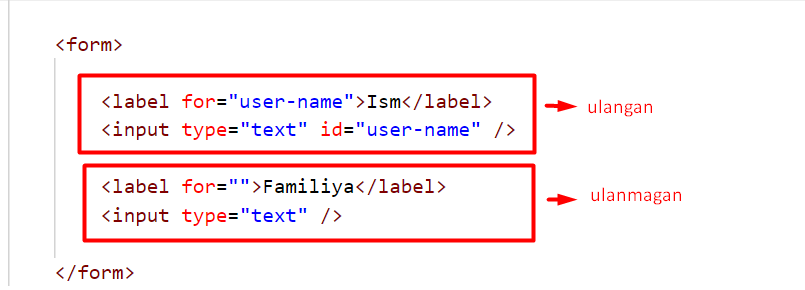 <form>
<label for="user-name">Ism</label>
<input type="text" id="user-name" />
ulangan
<label for="">Familiya</label>
<input type="text" />
ulanmagan
</form>